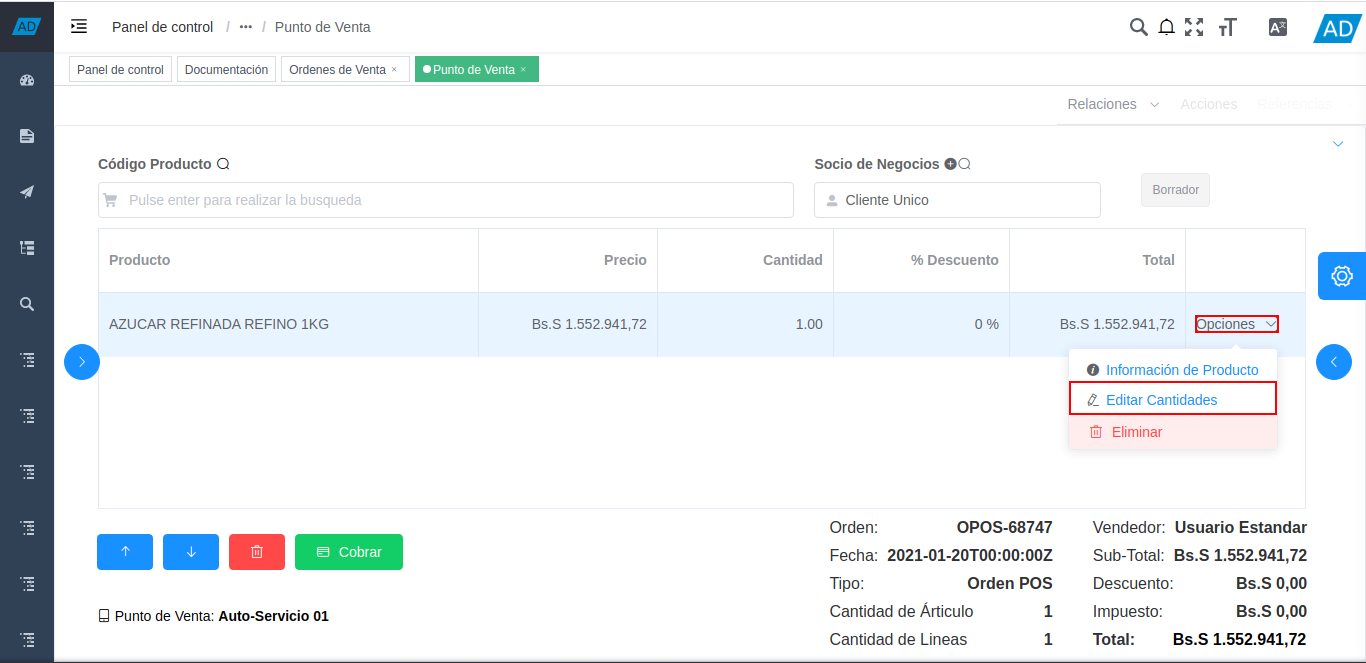 AD
Panel de control / ••• / Punto de Venta
AD
Panel de control
Documentación
Ordenes de Venta ×
Punto de Venta ×
Relaciones
Acciones
Referencias
Código Producto
Socio de Negocios
Pulse enter para realizar la busqueda
Cliente Unico
Borrador
Producto Precio Cantidad % Descuento Total
AZUCAR REFINADA REFINO 1KG Bs.S 1.552.941,72 1.00 0 % Bs.S 1.552.941,72 Opciones
Información de Producto
Editar Cantidades
Eliminar
Cobrar
Punto de Venta: Auto-Servicio 01
Orden: OPOS-68747
Fecha: 2021-01-20T00:00:00Z
Tipo: Orden POS
Cantidad de Árticulo 1
Cantidad de Lineas 1
Vendedor: Usuario Estandar
Sub-Total: Bs.S 1.552.941,72
Descuento: Bs.S 0,00
Impuesto: Bs.S 0,00
Total: Bs.S 1.552.941,72